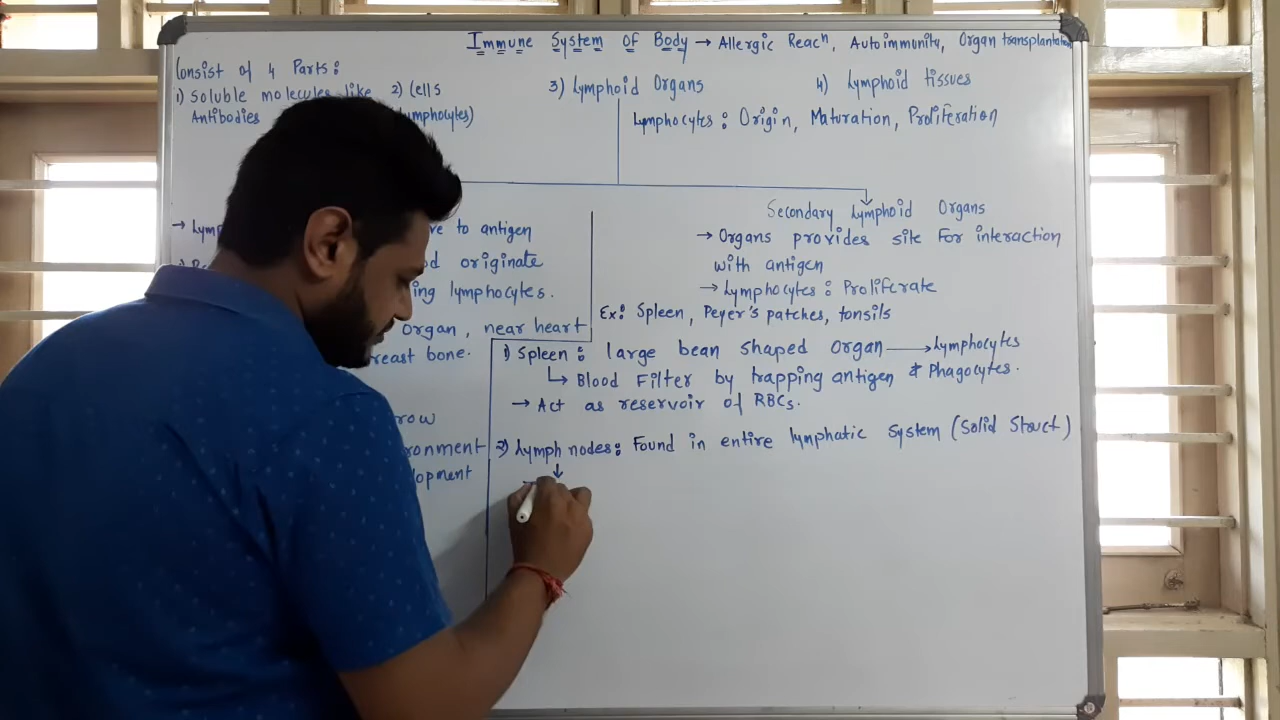 Immune System Of Body → Allergic Reacn, Autoimmunity, Organ transplantation
Consist of 4 Parts:
1) Soluble molecules like
Antibodies
2) Cells
Lymphocytes)
3) Lymphoid Organs
4) Lymphoid tissues
Lymphocytes: Origin, Maturation, Proliferation
→ Lymp
to antigen
originate
lymphocytes.
organ, near heart
breast bone.
Secondary Lymphoid Organs
→ Organs provides site for interaction
with antigen
→ Lymphocytes: Proliferate
Ex: Spleen, Peyer's patches, tonsils
1) Spleen: large bean shaped Organ → Lymphocytes
↳ Blood Filter by trapping antigen & Phagocytes.
→ Act as reservoir of RBCs.
2) Lymph nodes: Found in entire lymphatic System (Solid Struct)
↓